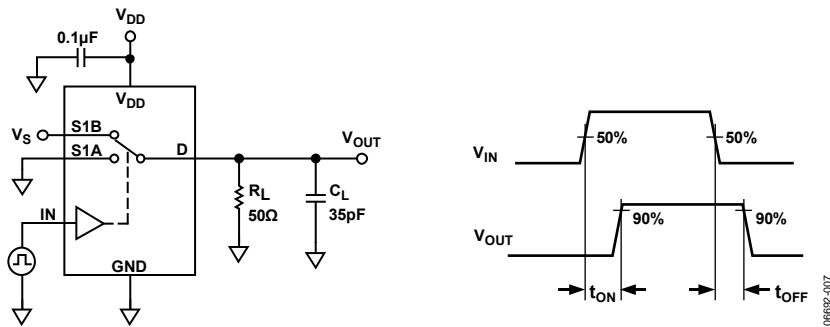 VDD
0.1µF
VDD
VS
S1B
S1A
D
VOUT
RL
50Ω
CL
35pF
IN
GND
VIN
50%
50%
VOUT
90%
90%
tON
tOFF
06692-007